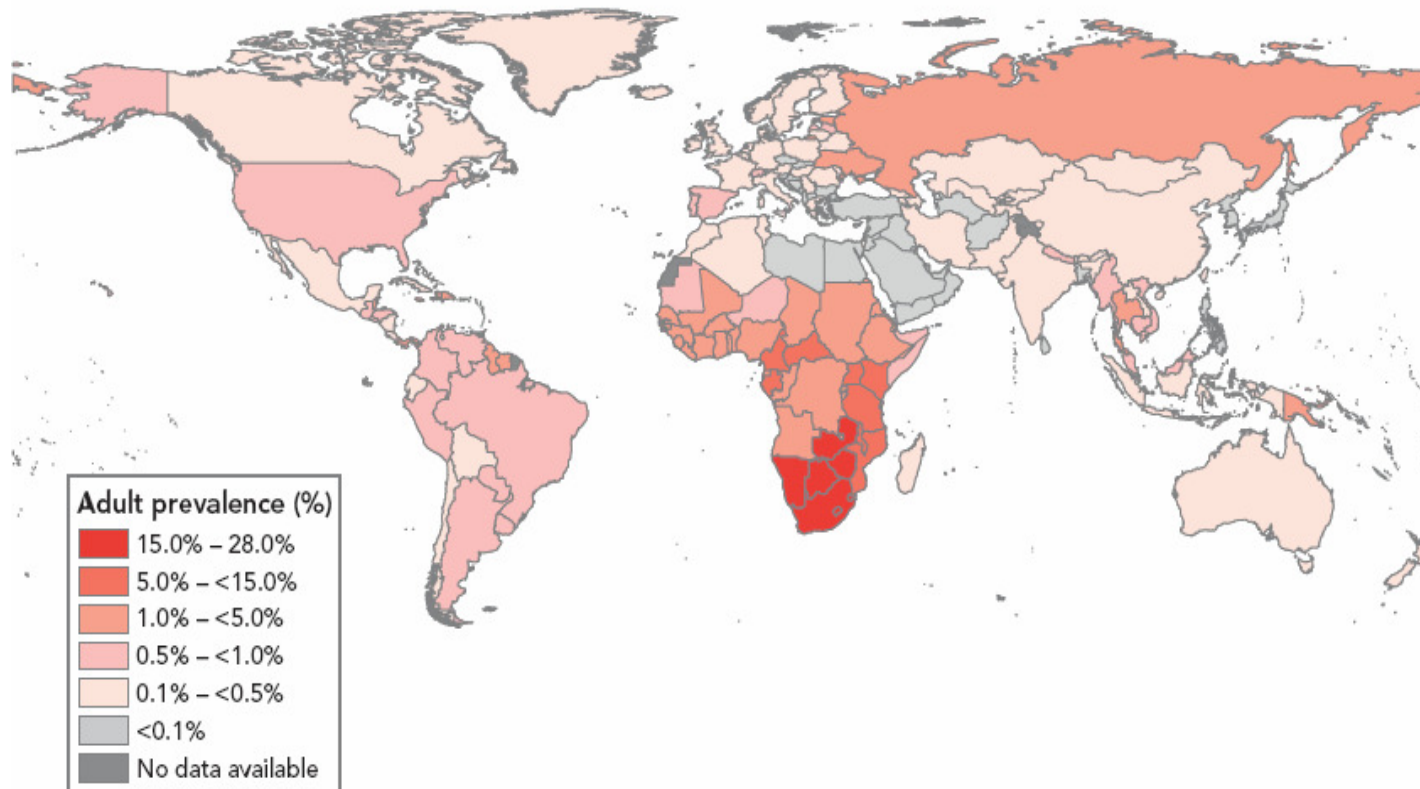 Adult prevalence (%)
15.0% – 28.0%
5.0% – <15.0%
1.0% – <5.0%
0.5% – <1.0%
0.1% – <0.5%
<0.1%
No data available